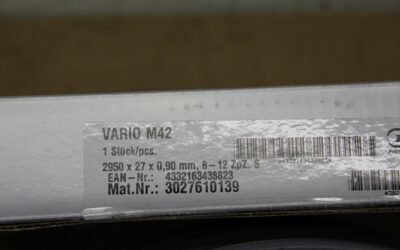 VARIO M42
1 Stück/pcs.
2950 x 27 x 0,90 mm, 8-12 ZpZ, S
EAN-Nr.: 4332163438823
Mat.Nr.: 3027610139